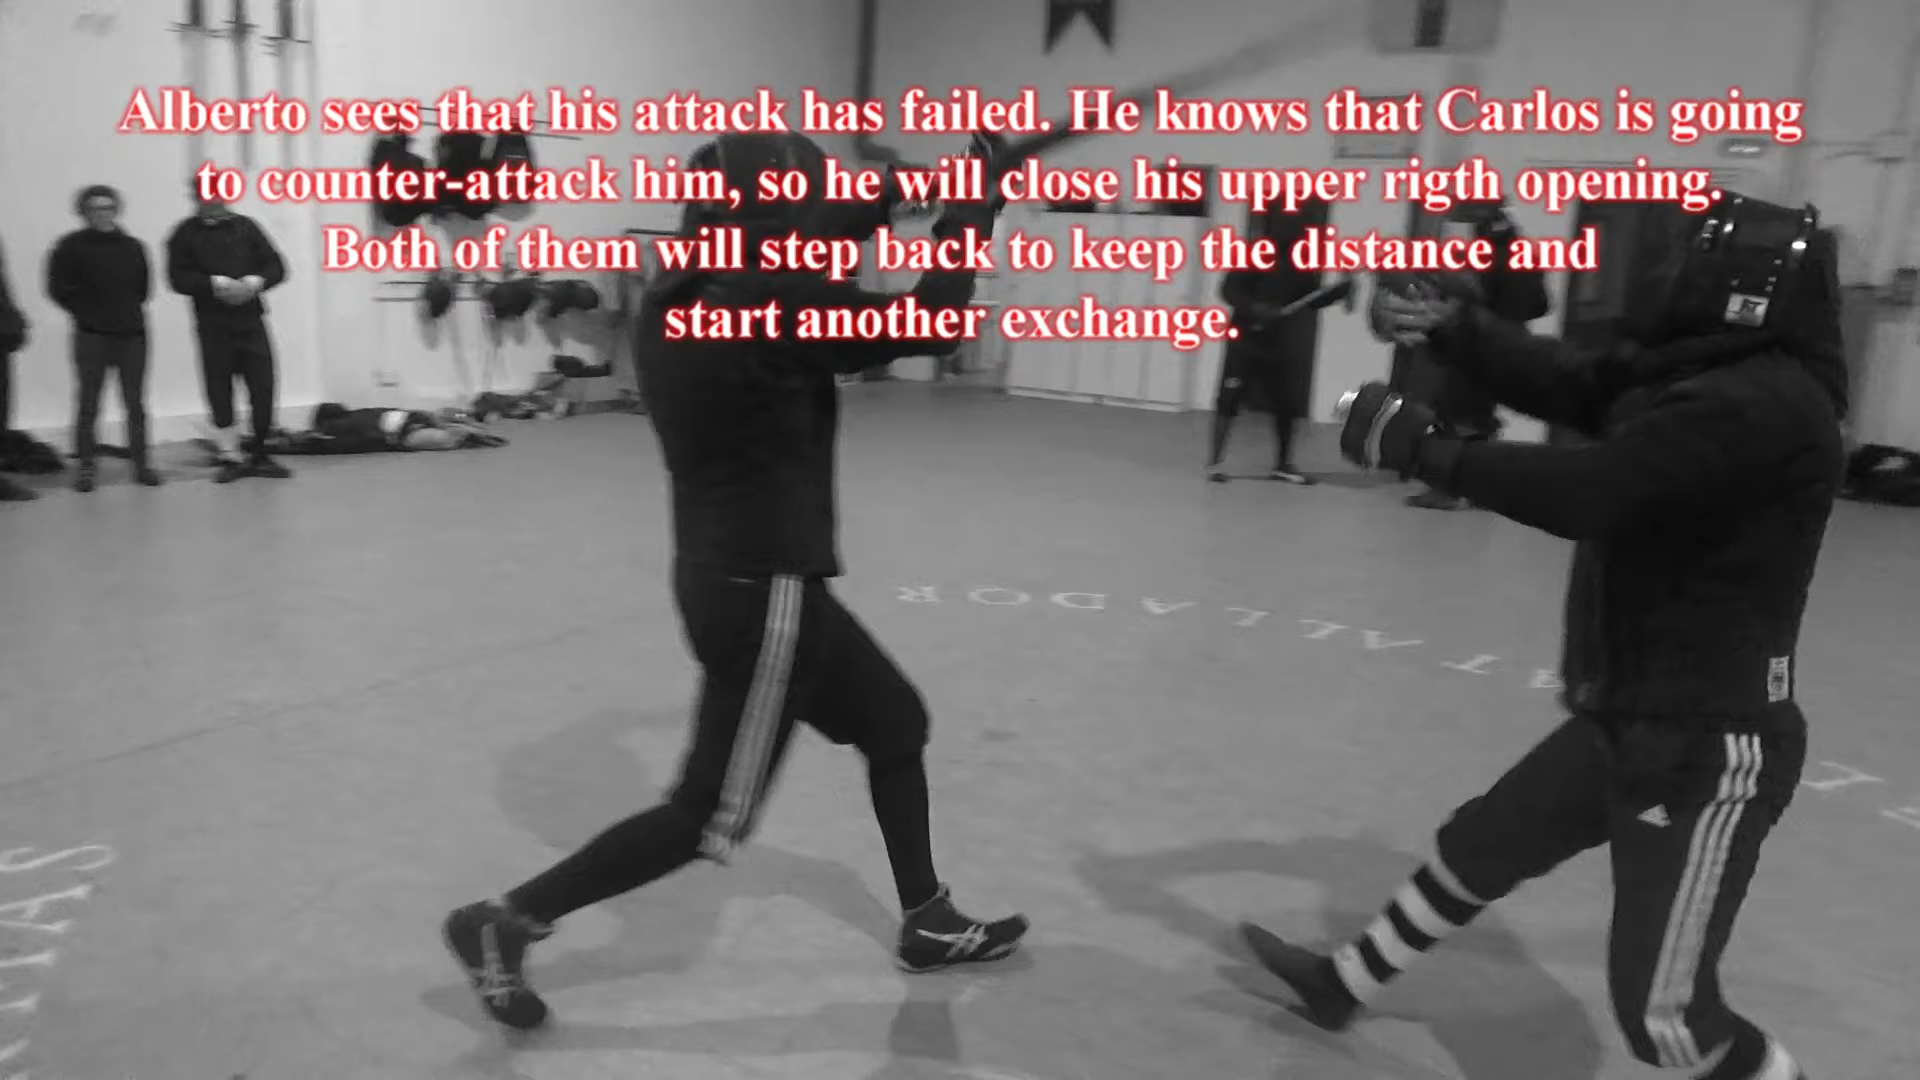 Alberto sees that his attack has failed. He knows that Carlos is going
to counter-attack him, so he will close his upper rigth opening.
Both of them will step back to keep the distance and
start another exchange.